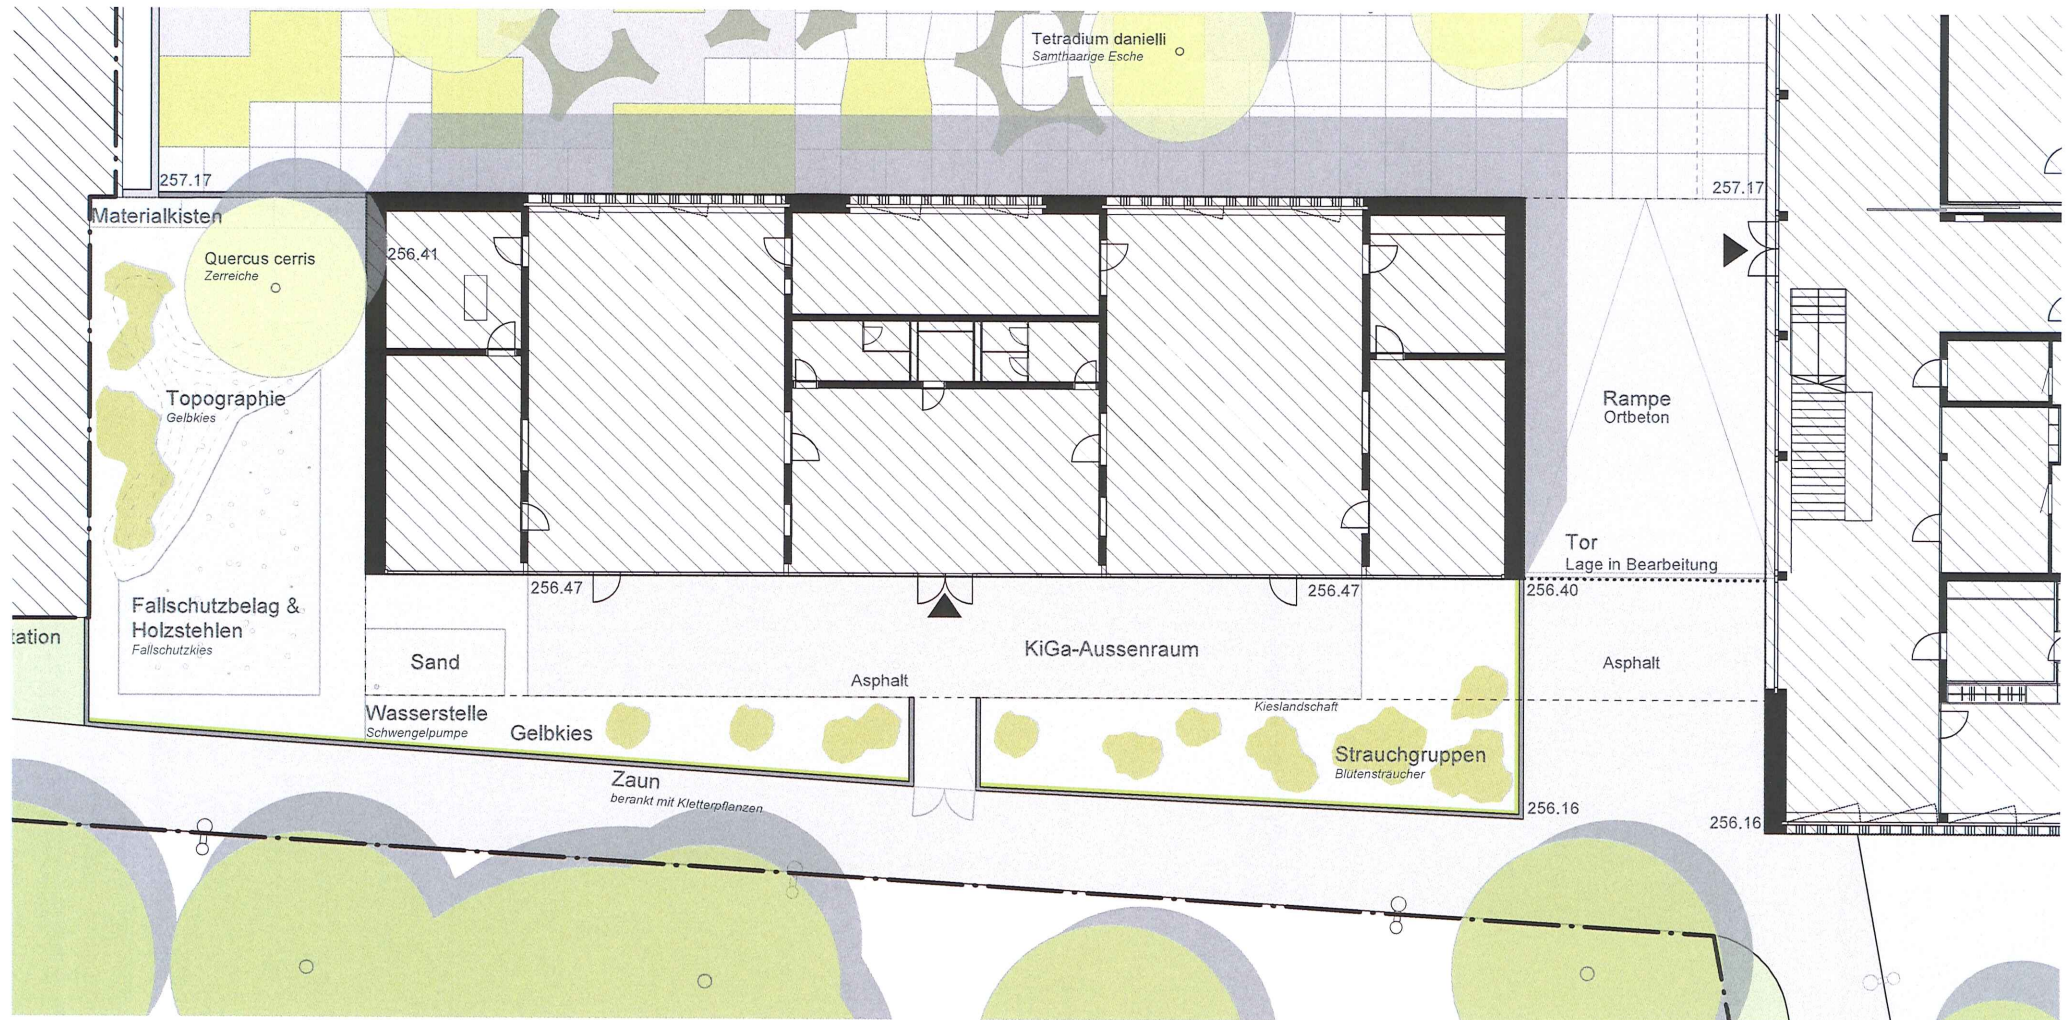 Tetradium danielli
Samthaarige Esche
257.17
257.17
Materialkisten
Quercus cerris
Zerreiche
256.41
Topographie
Gelbkies
Rampe
Ortbeton
Tor
Lage in Bearbeitung
256.47
256.47
256.40
Fallschutzbelag &
Holzstehlen
Fallschutzkies
tation
Sand
KiGa-Aussenraum
Asphalt
Asphalt
Wasserstelle
Schwengelpumpe
Gelbkies
Kieslandschaft
Strauchgruppen
Blütensträucher
Zaun
berankt mit Kletterpflanzen
256.16
256.16